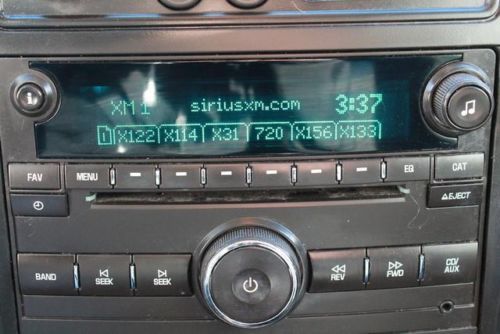 XM 1 siriusxm.com 3:37
1 X122 X114 X31 720 X156 X133
FAV MENU EQ CAT
EJECT
BAND SEEK SEEK REV FWD CD/AUX